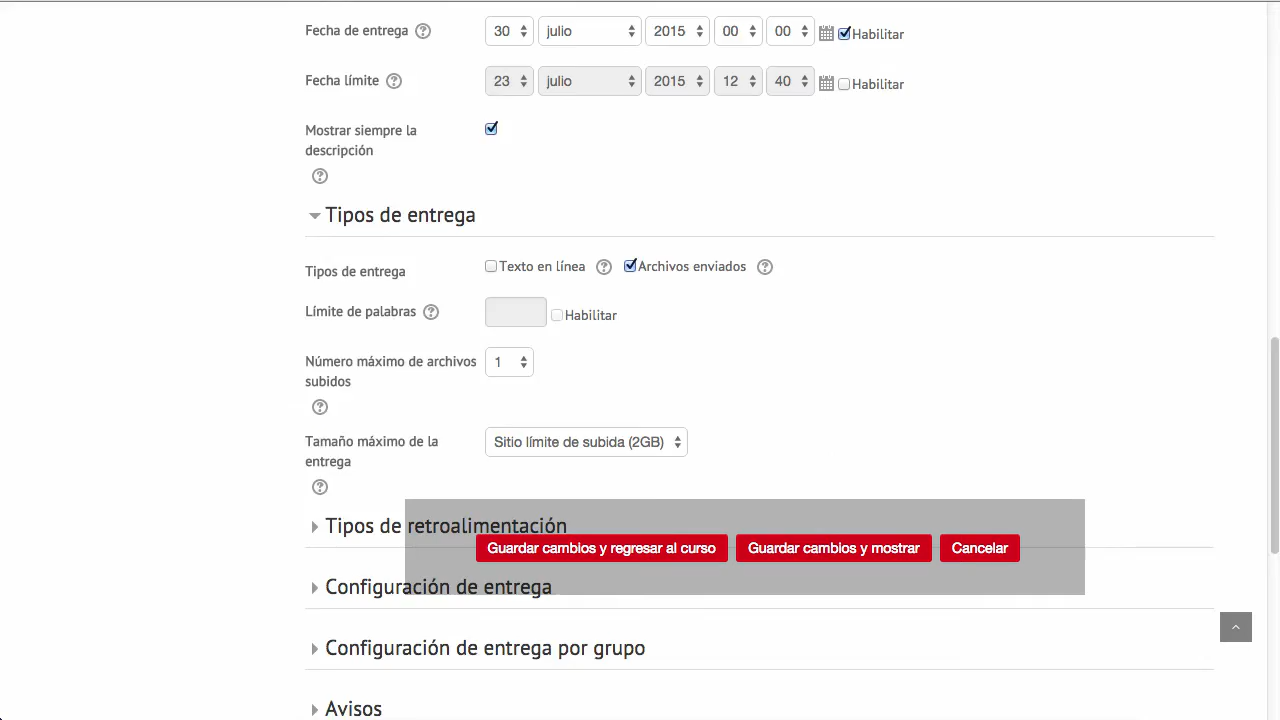 Fecha de entrega 30 julio 2015 00 00 Habilitar
Fecha límite 23 julio 2015 12 40 Habilitar
Mostrar siempre la
descripción
Tipos de entrega
Tipos de entrega Texto en línea Archivos enviados
Límite de palabras Habilitar
Número máximo de archivos
subidos
1
Tamaño máximo de la
entrega
Sitio límite de subida (2GB)
Tipos de retroalimentación
Guardar cambios y regresar al curso Guardar cambios y mostrar Cancelar
Configuración de entrega
Configuración de entrega por grupo
Avisos